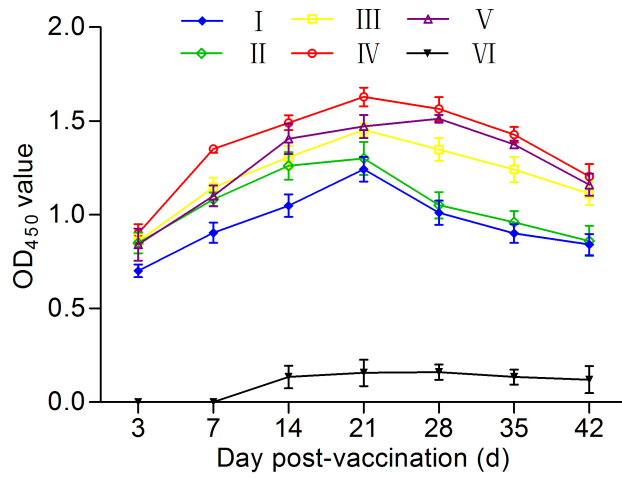 Ⅰ Ⅲ Ⅴ
Ⅱ Ⅳ Ⅵ
2.0
1.5
1.0
0.5
0.0
OD450 value
3 7 14 21 28 35 42
Day post-vaccination (d)